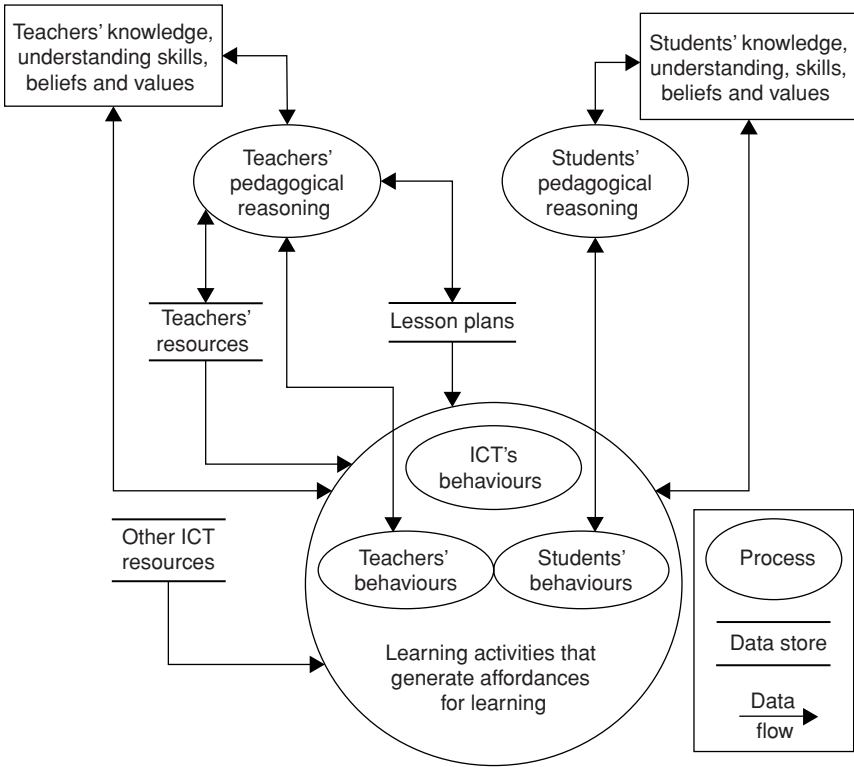 Teachers’ knowledge,
understanding skills,
beliefs and values
Students’ knowledge,
understanding, skills,
beliefs and values
Teachers’
pedagogical
reasoning
Students’
pedagogical
reasoning
Teachers’
resources
Lesson plans
ICT’s
behaviours
Other ICT
resources
Teachers’
behaviours
Students’
behaviours
Learning activities that
generate affordances
for learning
Process
Data store
Data
flow